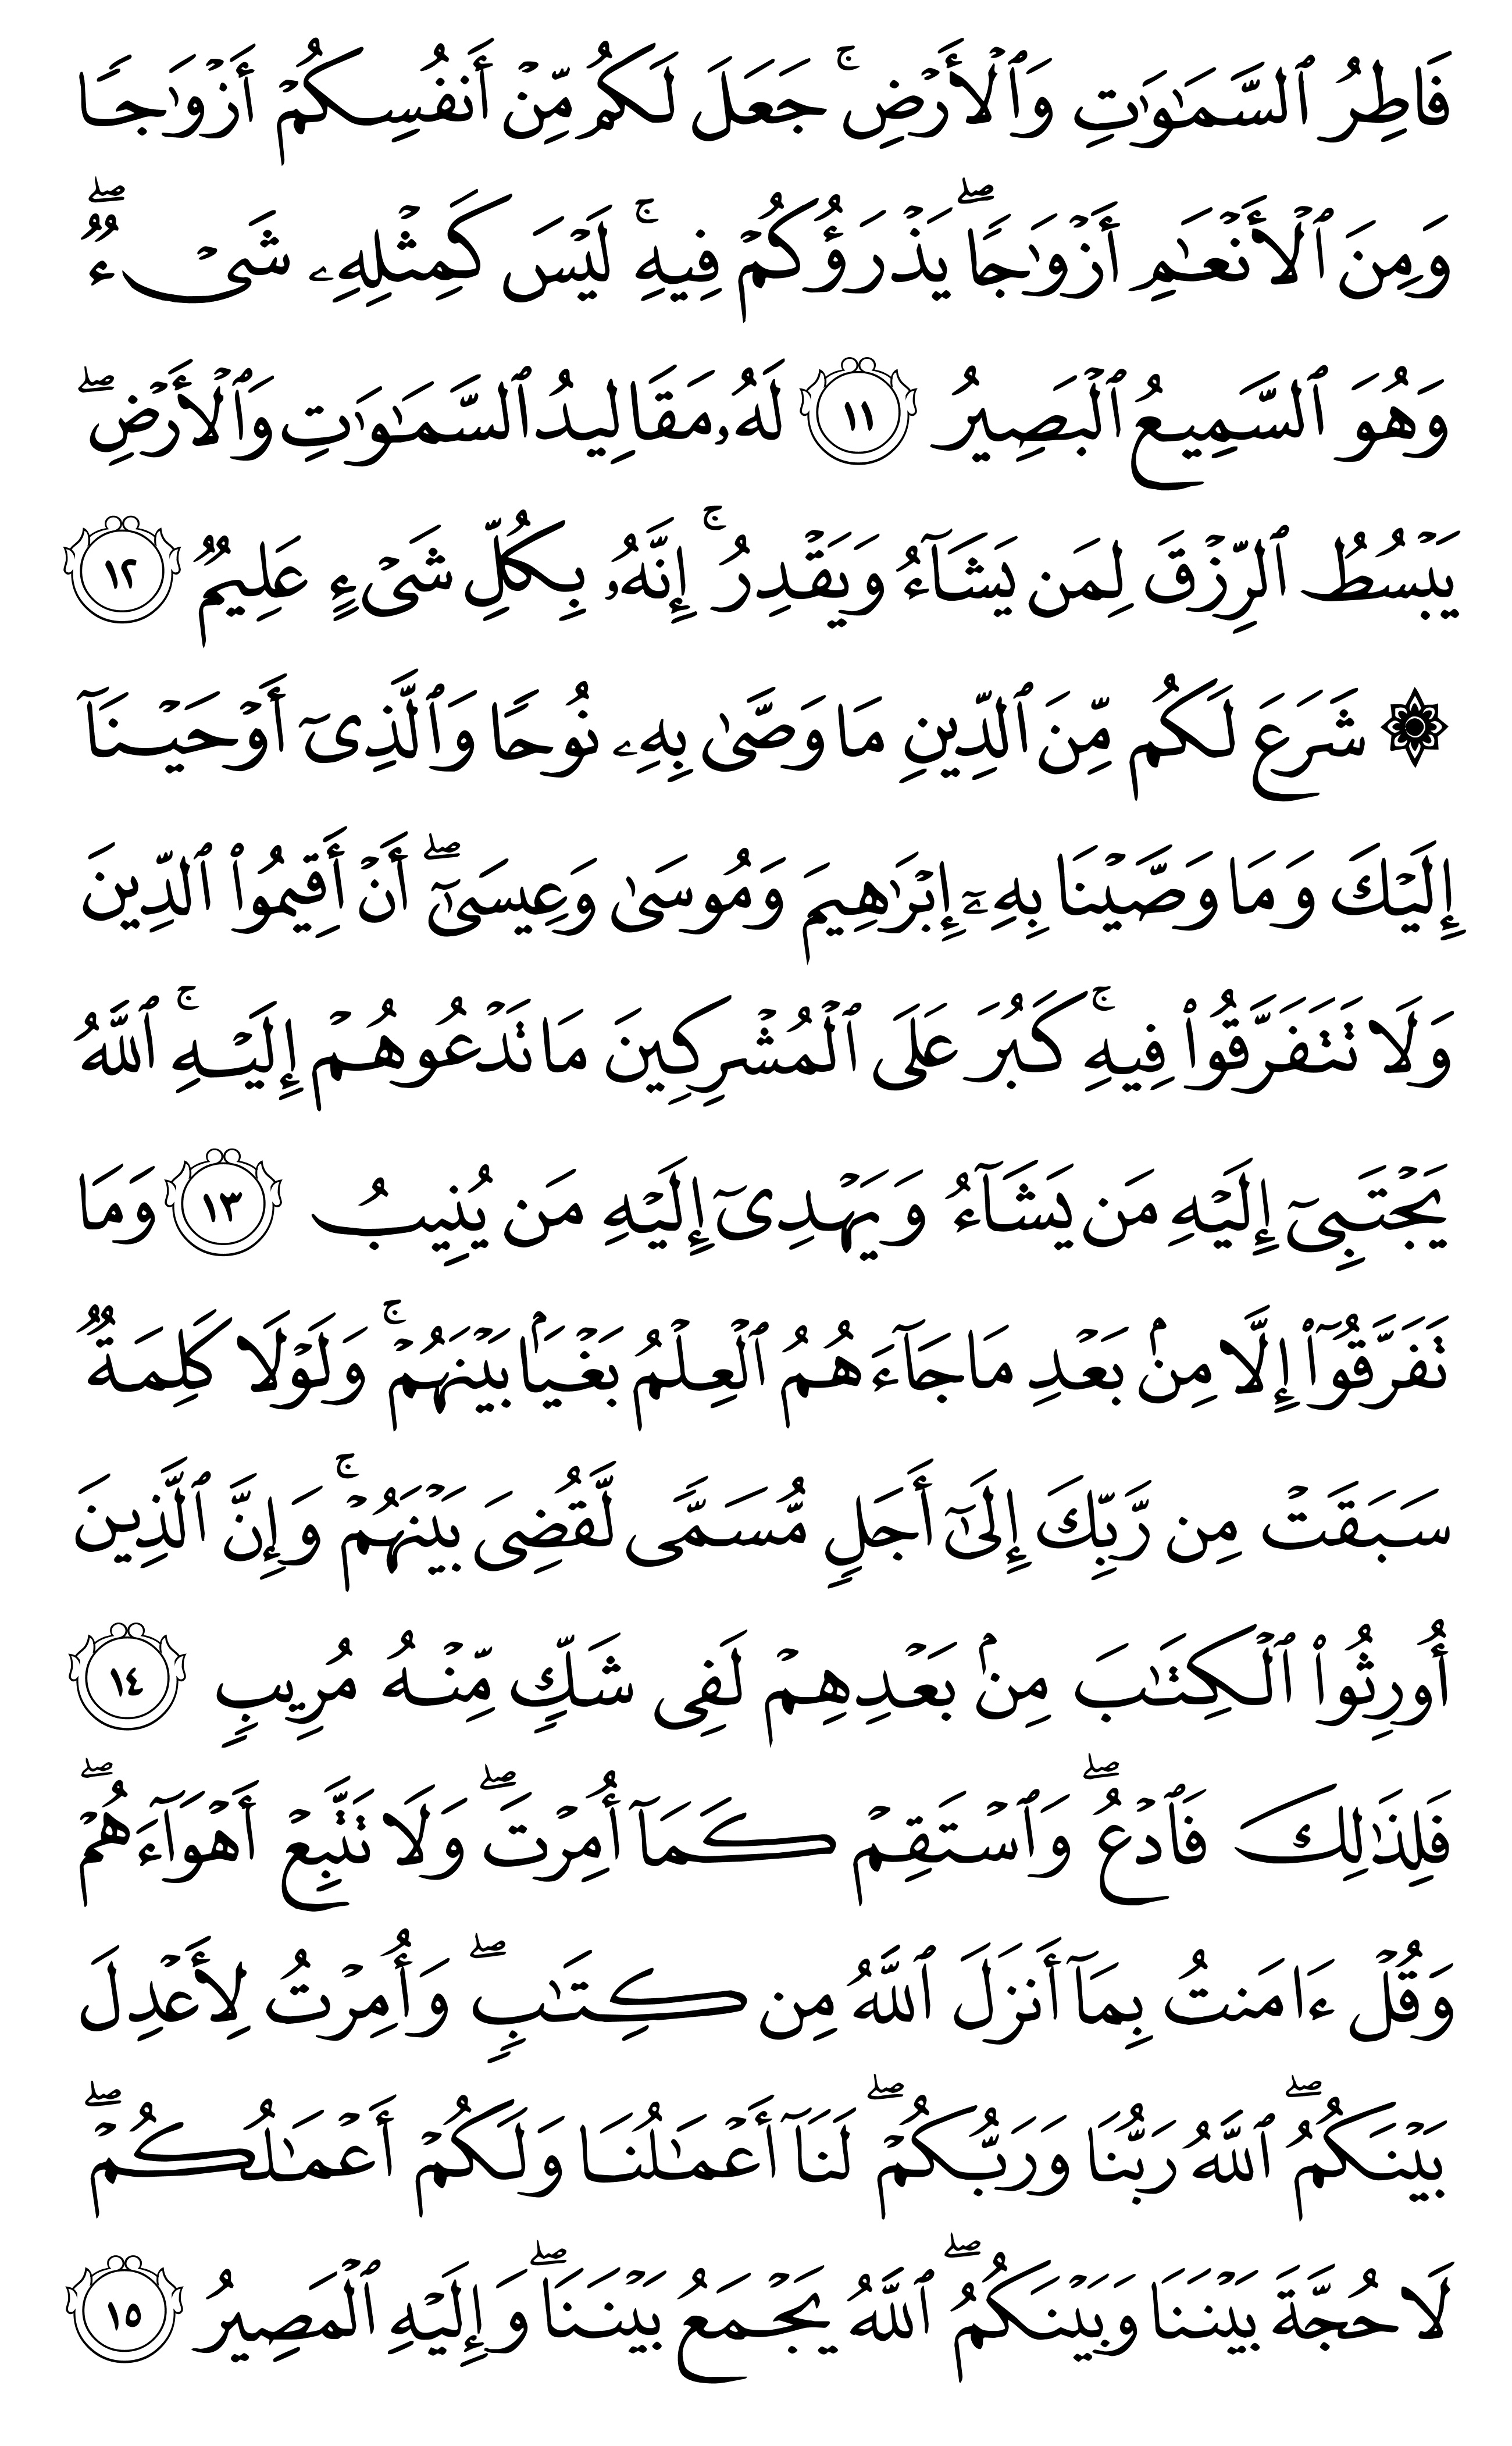 فَاطِرُ ٱلسَّمَـٰوَٰتِ وَٱلْأَرْضِ ۚ جَعَلَ لَكُم مِّنْ أَنفُسِكُمْ أَزْوَٰجًا
وَمِنَ ٱلْأَنْعَـٰمِ أَزْوَٰجًا ۖ يَذْرَؤُكُمْ فِيهِ ۚ لَيْسَ كَمِثْلِهِۦ شَىْءٌ ۖ
وَهُوَ ٱلسَّمِيعُ ٱلْبَصِيرُ ١١ لَهُۥ مَقَالِيدُ ٱلسَّمَـٰوَٰتِ وَٱلْأَرْضِ ۖ
يَبْسُطُ ٱلرِّزْقَ لِمَن يَشَآءُ وَيَقْدِرُ ۚ إِنَّهُۥ بِكُلِّ شَىْءٍ عَلِيمٌ ١٢
۞ شَرَعَ لَكُم مِّنَ ٱلدِّينِ مَا وَصَّىٰ بِهِۦ نُوحًا وَٱلَّذِىٓ أَوْحَيْنَآ
إِلَيْكَ وَمَا وَصَّيْنَا بِهِۦٓ إِبْرَٰهِيمَ وَمُوسَىٰ وَعِيسَىٰٓ ۖ أَنْ أَقِيمُوا۟ ٱلدِّينَ
وَلَا تَتَفَرَّقُوا۟ فِيهِ ۚ كَبُرَ عَلَى ٱلْمُشْرِكِينَ مَا تَدْعُوهُمْ إِلَيْهِ ۚ ٱللَّهُ
يَجْتَبِىٓ إِلَيْهِ مَن يَشَآءُ وَيَهْدِىٓ إِلَيْهِ مَن يُنِيبُ ١٣ وَمَا
تَفَرَّقُوٓا۟ إِلَّا مِنۢ بَعْدِ مَا جَآءَهُمُ ٱلْعِلْمُ بَغْيَۢا بَيْنَهُمْ ۚ وَلَوْلَا كَلِمَةٌ
سَبَقَتْ مِن رَّبِّكَ إِلَىٰٓ أَجَلٍ مُّسَمًّى لَّقُضِىَ بَيْنَهُمْ ۚ وَإِنَّ ٱلَّذِينَ
أُورِثُوا۟ ٱلْكِتَـٰبَ مِنۢ بَعْدِهِمْ لَفِى شَكٍّ مِّنْهُ مُرِيبٍ ١٤
فَلِذَٰلِكَ فَٱدْعُ ۖ وَٱسْتَقِمْ كَمَآ أُمِرْتَ ۖ وَلَا تَتَّبِعْ أَهْوَآءَهُمْ ۖ
وَقُلْ ءَامَنتُ بِمَآ أَنزَلَ ٱللَّهُ مِن كِتَـٰبٍ ۖ وَأُمِرْتُ لِأَعْدِلَ
بَيْنَكُمُ ۖ ٱللَّهُ رَبُّنَا وَرَبُّكُمْ ۖ لَنَآ أَعْمَـٰلُنَا وَلَكُمْ أَعْمَـٰلُكُمْ ۖ
لَا حُجَّةَ بَيْنَنَا وَبَيْنَكُمُ ۖ ٱللَّهُ يَجْمَعُ بَيْنَنَا ۖ وَإِلَيْهِ ٱلْمَصِيرُ ١٥